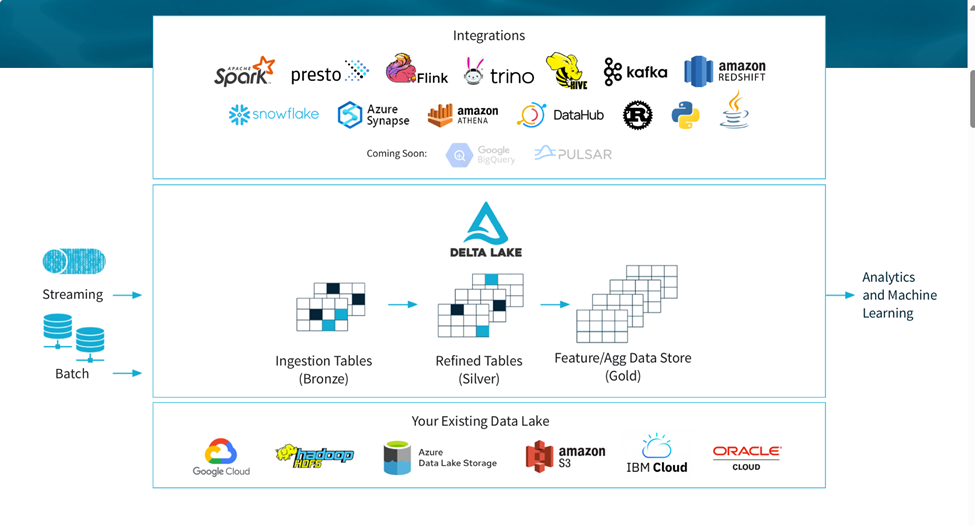 Integrations
APACHE
Spark
presto
Flink
trino
HIVE
kafka
amazon
REDSHIFT
snowflake
Azure
Synapse
amazon
ATHENA
DataHub
R
Coming Soon:
Google
BigQuery
PULSAR
DELTA LAKE
Streaming
Batch
Ingestion Tables
(Bronze)
Refined Tables
(Silver)
Feature/Agg Data Store
(Gold)
Analytics
and Machine
Learning
Your Existing Data Lake
Google Cloud
hadoop
HDFS
Azure
Data Lake Storage
amazon
S3
IBM Cloud
ORACLE
CLOUD